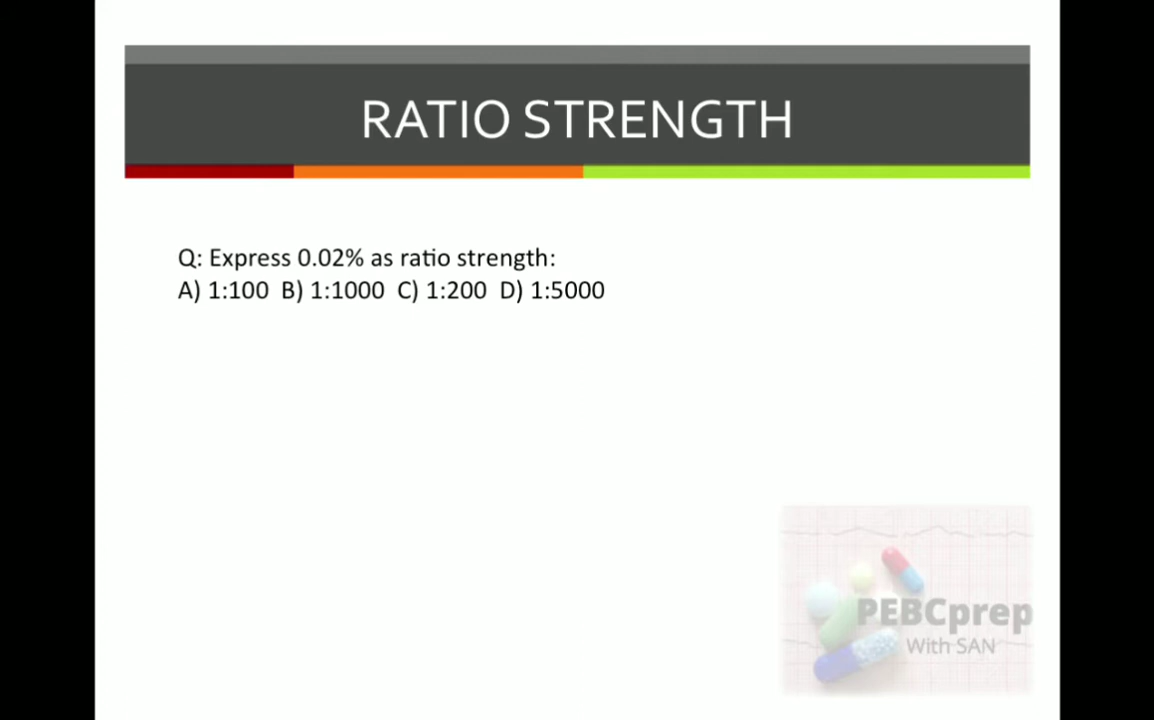 RATIO STRENGTH
Q: Express 0.02% as ratio strength:
A) 1:100  B) 1:1000  C) 1:200  D) 1:5000
PEBCprep
With SAN